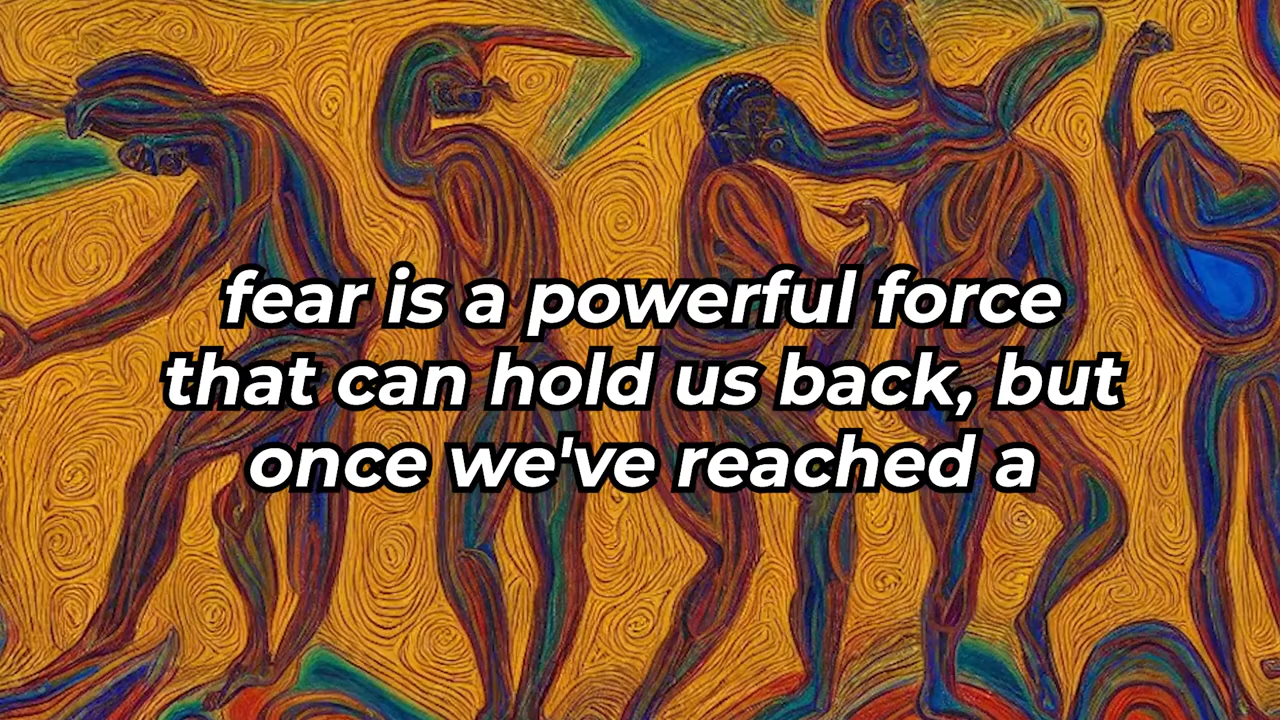 fear is a powerful force
that can hold us back, but
once we've reached a